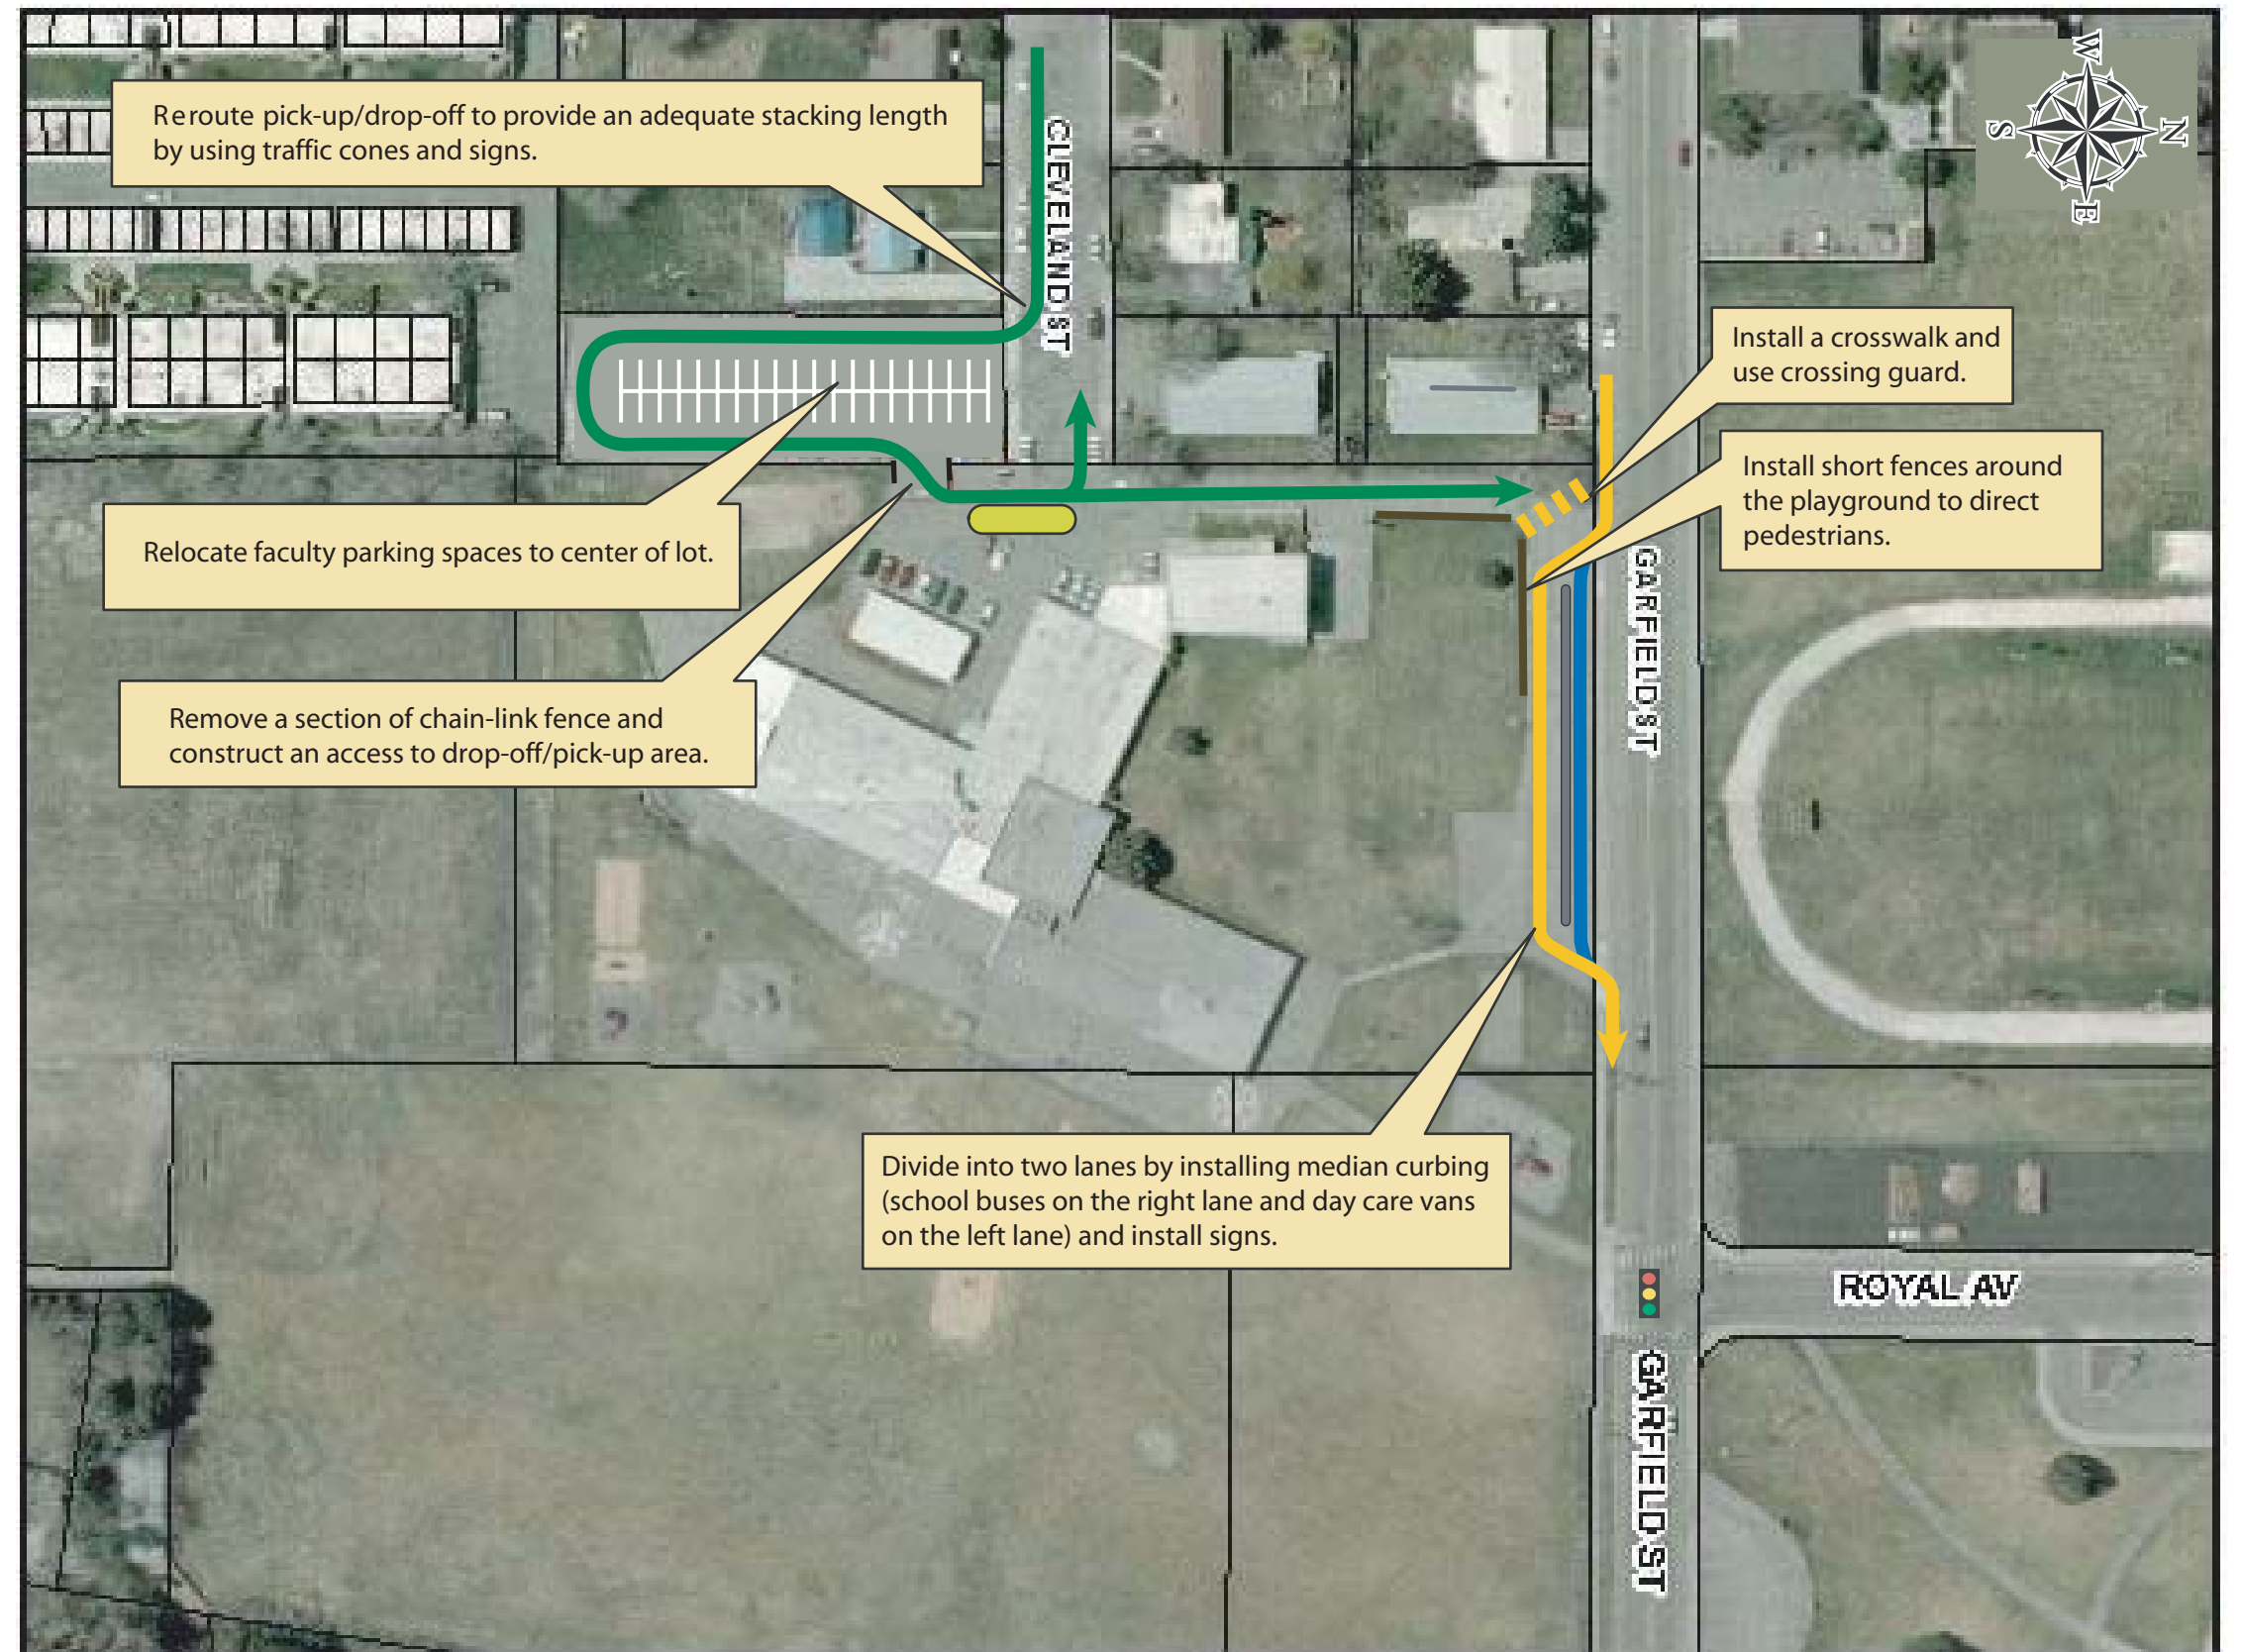 Reroute pick-up/drop-off to provide an adequate stacking length
by using traffic cones and signs.
CLEVELAND ST
W
S
N
E
Install a crosswalk and
use crossing guard.
Install short fences around
the playground to direct
pedestrians.
Relocate faculty parking spaces to center of lot.
GARFIELD ST
Remove a section of chain-link fence and
construct an access to drop-off/pick-up area.
Divide into two lanes by installing median curbing
(school buses on the right lane and day care vans
on the left lane) and install signs.
ROYAL AV
GARFIELD ST